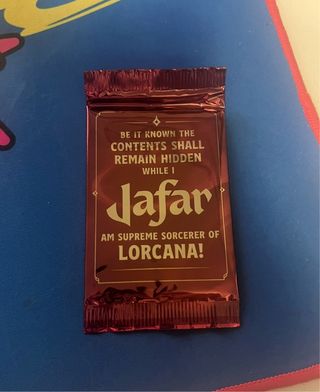 BE IT KNOWN THE
CONTENTS SHALL
REMAIN HIDDEN
WHILE I
Jafar
AM SUPREME SORCERER OF
LORCANA!